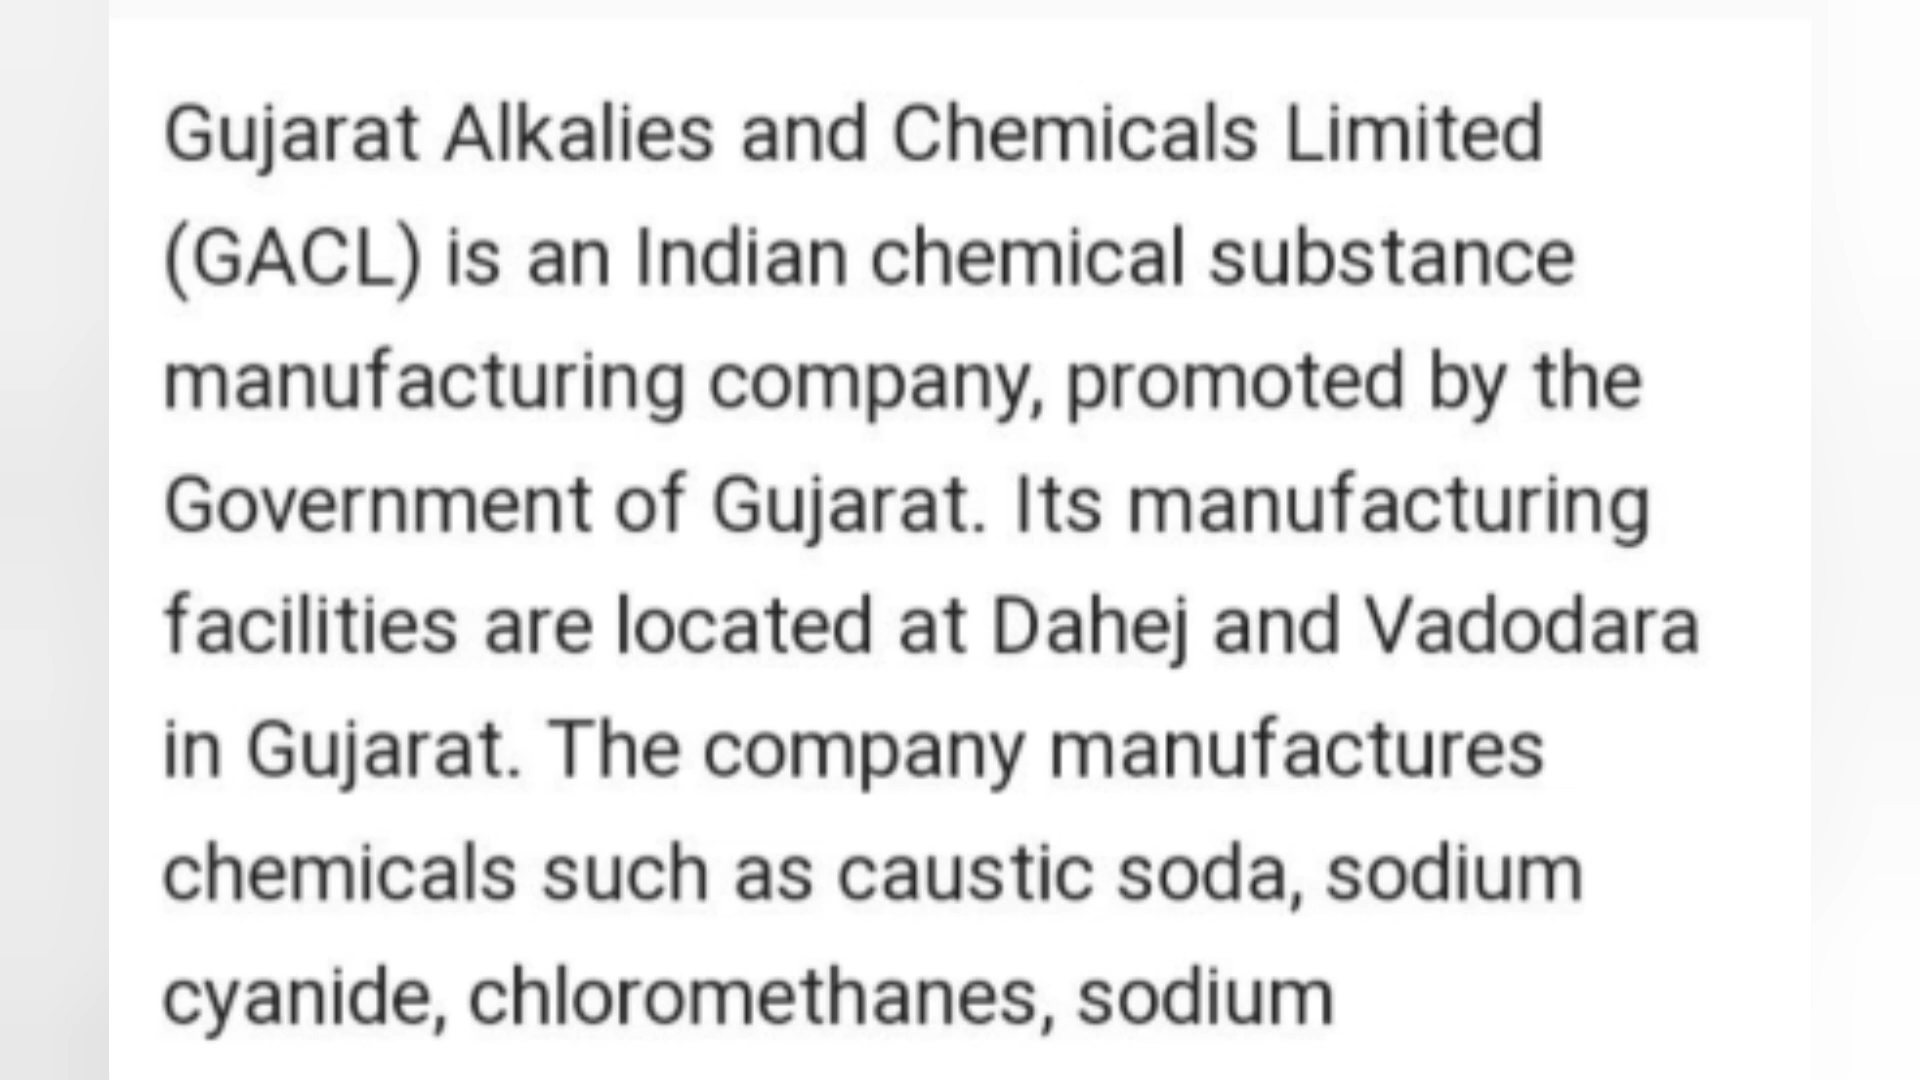 Gujarat Alkalies and Chemicals Limited
(GACL) is an Indian chemical substance
manufacturing company, promoted by the
Government of Gujarat. Its manufacturing
facilities are located at Dahej and Vadodara
in Gujarat. The company manufactures
chemicals such as caustic soda, sodium
cyanide, chloromethanes, sodium